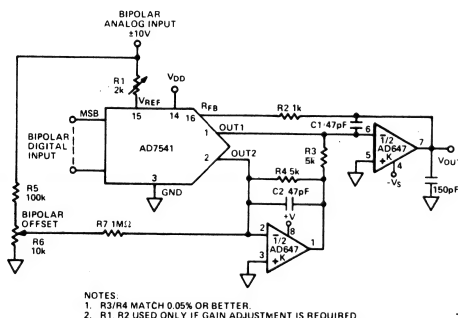 BIPOLAR
ANALOG INPUT
±10V
R1
2k
VREF
VDD
RFB
R2 1k
C1·47pF
MSB
15
14
16
AD7541
1
OUT1
2
OUT2
3
GND
BIPOLAR
DIGITAL
INPUT
R3
5k
R4 5k
C2 47pF
6
5
1/2
AD647
K
7
4
-VS
VOU
150pF
R5
100k
BIPOLAR
OFFSET
R6
10k
R7 1MΩ
+V
8
2
3
1/2
AD647
K
1
NOTES:
1. R3/R4 MATCH 0.05% OR BETTER.
2. R1, R2 USED ONLY IF GAIN ADJUSTMENT IS REQUIRED